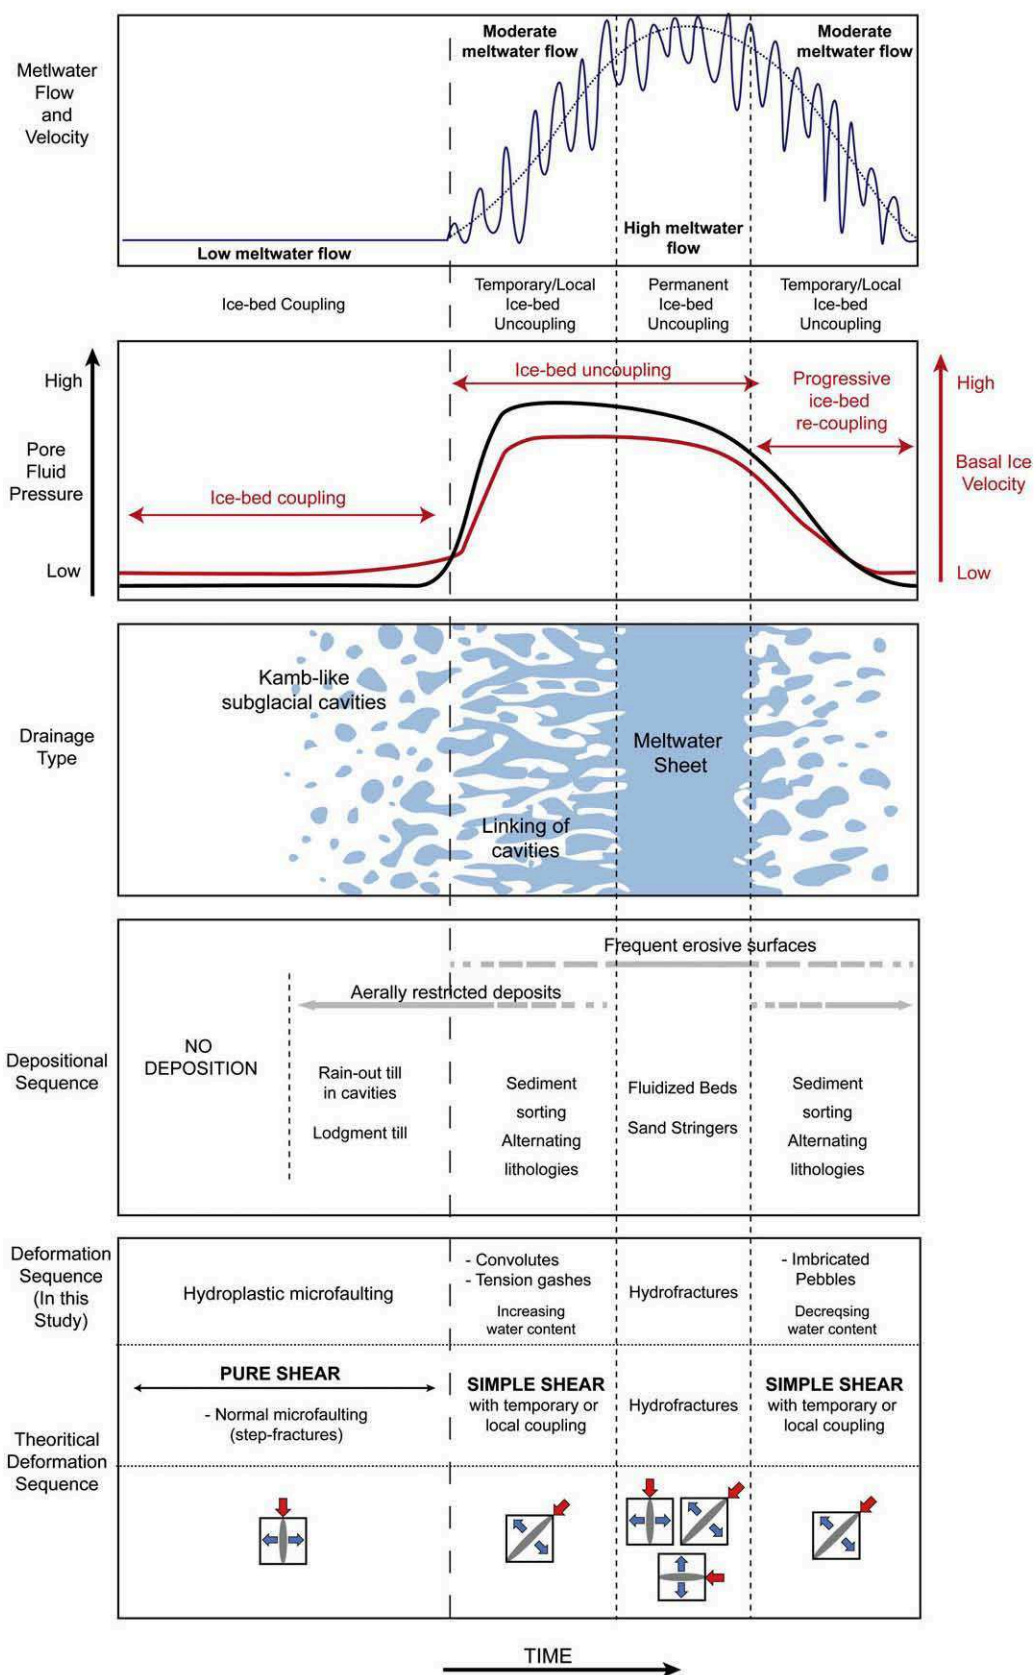 Metlwater
Flow
and
Velocity
Moderate
meltwater flow
Moderate
meltwater flow
Low meltwater flow
High meltwater
flow
Ice-bed Coupling
Temporary/Local
Ice-bed
Uncoupling
Permanent
Ice-bed
Uncoupling
Temporary/Local
Ice-bed
Uncoupling
High
Pore
Fluid
Pressure
Low
Ice-bed coupling
Ice-bed uncoupling
Progressive
ice-bed
re-coupling
High
Basal Ice
Velocity
Low
Drainage
Type
Kamb-like
subglacial cavities
Linking of
cavities
Meltwater
Sheet
Depositional
Sequence
Frequent erosive surfaces
Aerally restricted deposits
NO
DEPOSITION
Rain-out till
in cavities
Lodgment till
Sediment
sorting
Alternating
lithologies
Fluidized Beds
Sand Stringers
Sediment
sorting
Alternating
lithologies
Deformation
Sequence
(In this
Study)
Hydroplastic microfaulting
- Convolutes
- Tension gashes
Increasing
water content
Hydrofractures
- Imbricated
Pebbles
Decreqsing
water content
Theoritical
Deformation
Sequence
PURE SHEAR
- Normal microfaulting
(step-fractures)
SIMPLE SHEAR
with temporary or
local coupling
Hydrofractures
SIMPLE SHEAR
with temporary or
local coupling
TIME